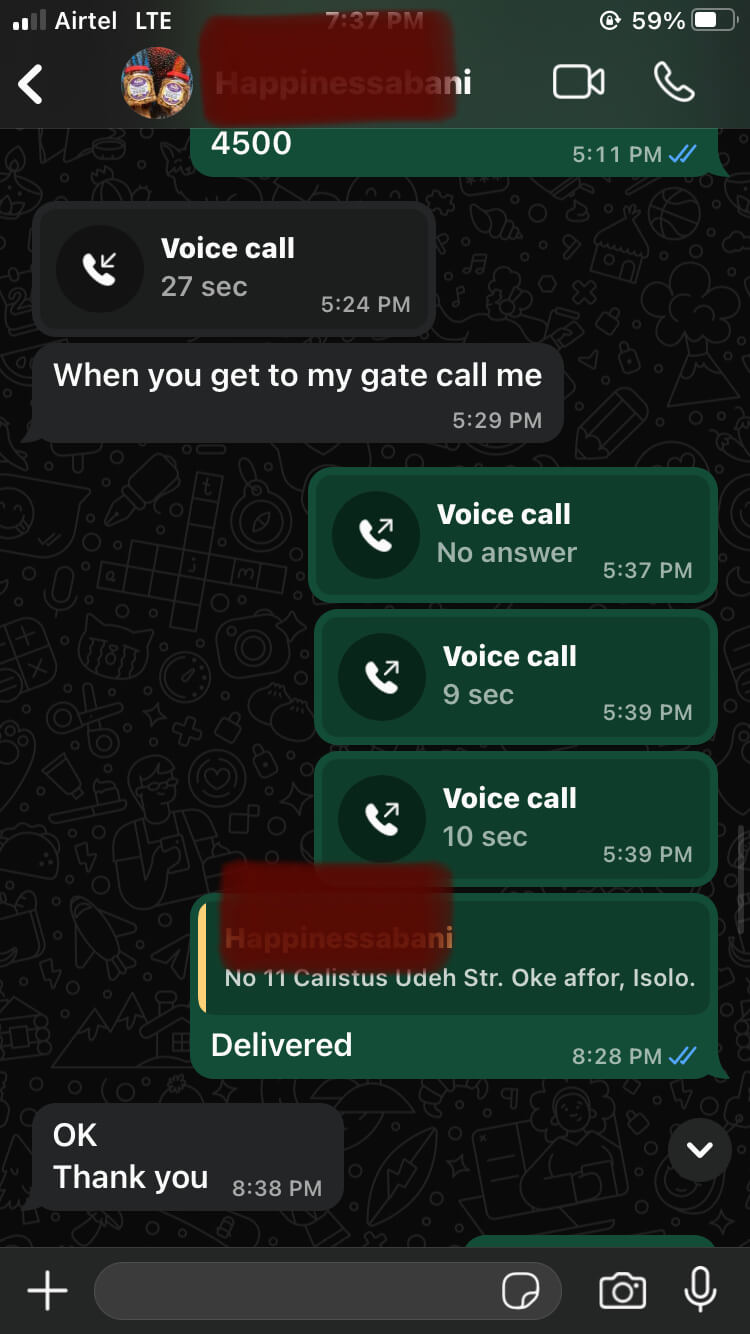 Airtel LTE 7:37 PM 59%
Happinessabani
4500
5:11 PM
Voice call
27 sec
5:24 PM
When you get to my gate call me
5:29 PM
Voice call
No answer
5:37 PM
Voice call
9 sec
5:39 PM
Voice call
10 sec
5:39 PM
Happinessabani
No 11 Calistus Udeh Str. Oke affor, Isolo.
Delivered
8:28 PM
OK
Thank you
8:38 PM